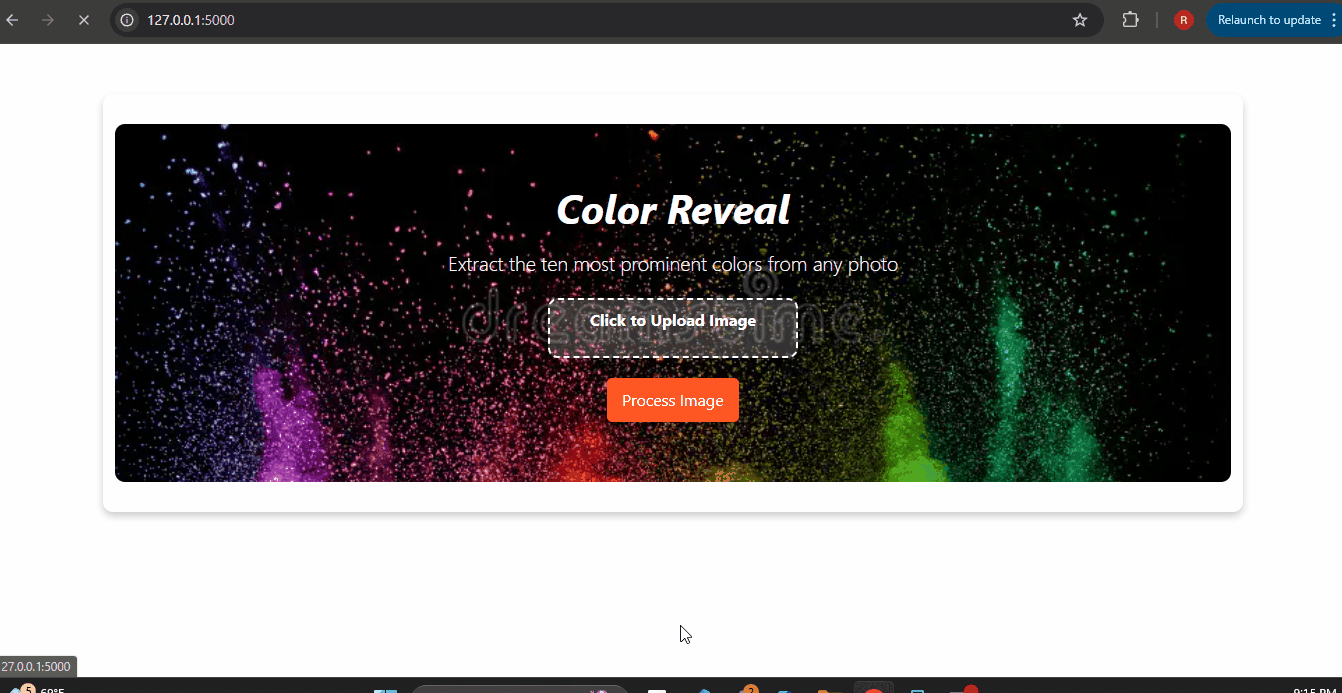 127.0.0.1:5000
R
Relaunch to update
Color Reveal
Extract the ten most prominent colors from any photo
dreamstime
Click to Upload Image
Process Image
27.0.0.1:5000
5
69°F
2
9:15 PM